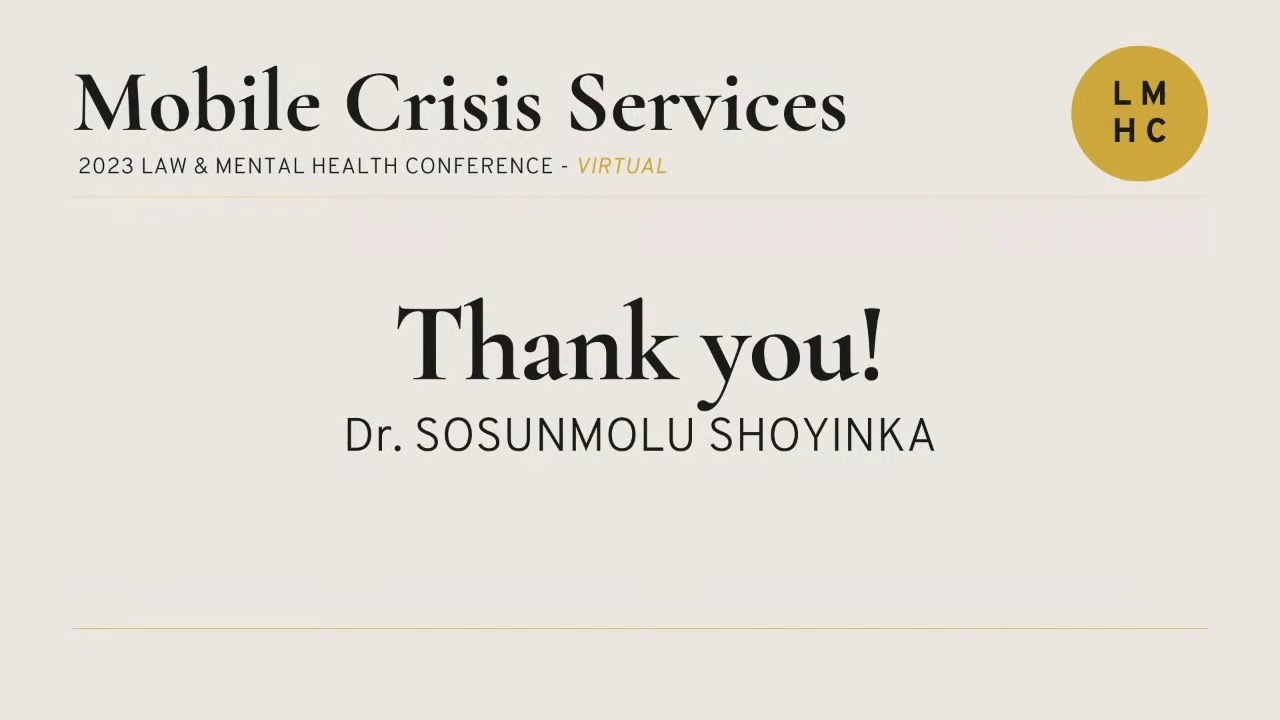 Mobile Crisis Services
2023 LAW & MENTAL HEALTH CONFERENCE - VIRTUAL
L M
H C
Thank you!
Dr. SOSUNMOLU SHOYINKA